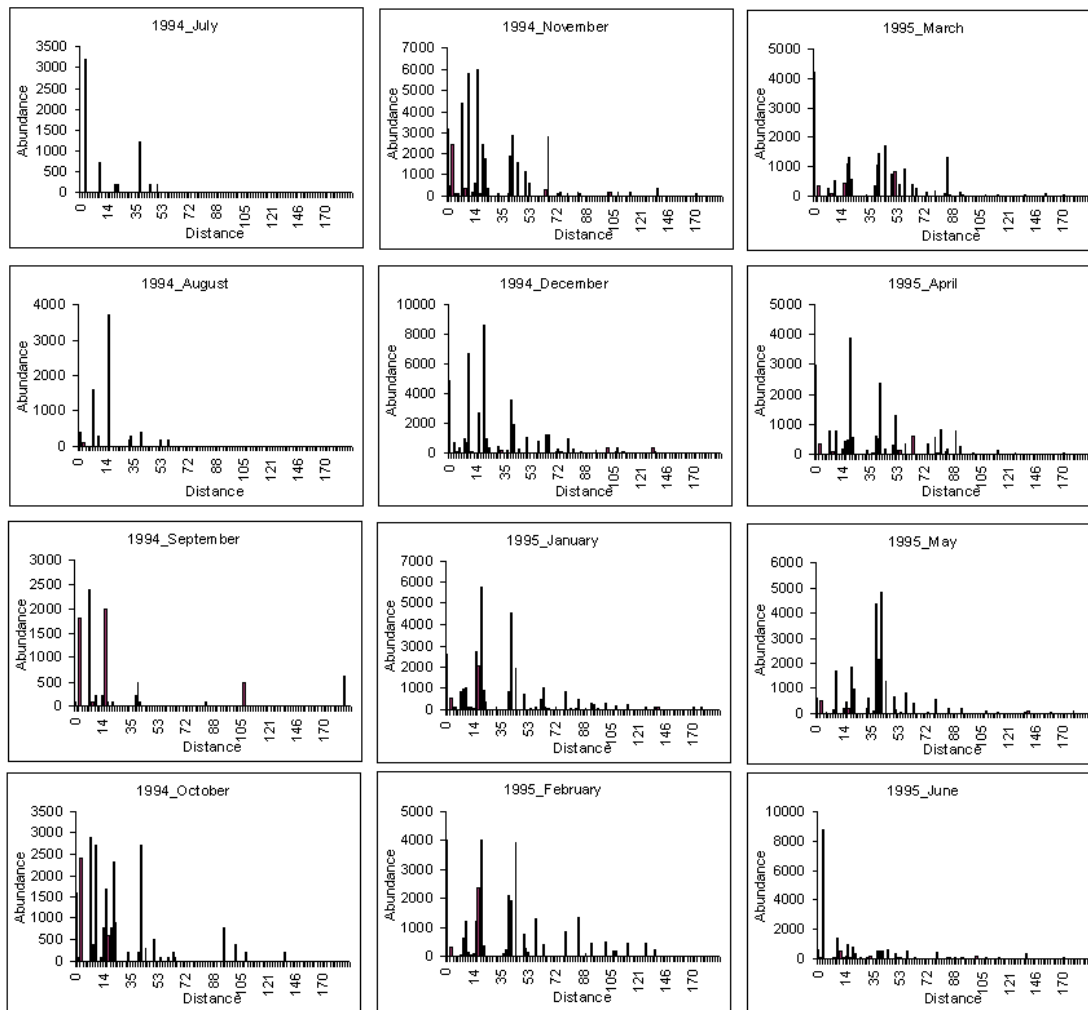 1994_July
3500
3000
2500
2000
1500
1000
500
0
Abundance
0 14 35 53 72 88 105 121 146 170
Distance
1994_November
7000
6000
5000
4000
3000
2000
1000
0
Abundance
0 14 35 53 72 88 105 121 146 170
Distance
1995_March
5000
4000
3000
2000
1000
0
Abundance
0 14 35 53 72 88 105 121 146 170
Distance
1994_August
4000
3000
2000
1000
0
Abundance
0 14 35 53 72 88 105 121 146 170
Distance
1994_December
10000
8000
6000
4000
2000
0
Abundance
0 14 35 53 72 88 105 121 146 170
Distance
1995_April
5000
4000
3000
2000
1000
0
Abundance
0 14 35 53 72 88 105 121 146 170
Distance
1994_September
3000
2500
2000
1500
1000
500
0
Abundance
0 14 35 53 72 88 105 121 146 170
Distance
1995_January
7000
6000
5000
4000
3000
2000
1000
0
Abundance
0 14 35 53 72 88 105 121 146 170
Distance
1995_May
6000
5000
4000
3000
2000
1000
0
Abundance
0 14 35 53 72 88 105 121 146 170
Distance
1994_October
3500
3000
2500
2000
1500
1000
500
0
Abundance
0 14 35 53 72 88 105 121 146 170
Distance
1995_February
5000
4000
3000
2000
1000
0
Abundance
0 14 35 53 72 88 105 121 146 170
Distance
1995_June
10000
8000
6000
4000
2000
0
Abundance
0 14 35 53 72 88 105 121 146 170
Distance